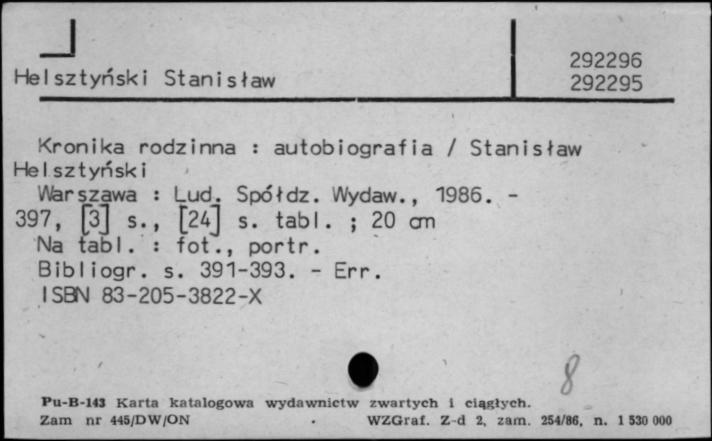 292296
Helsztyński Stanisław 292295
Kronika rodzinna : autobiografia / Stanisław
Helsztyński
Warszawa : Lud. Spółdz. Wydaw., 1986. -
397, [3] s., [24] s. tabl. ; 20 cm
Na tabl. : fot., portr.
Bibliogr. s. 391-393. - Err.
ISBN 83-205-3822-X
8
Pu-B-143 Karta katalogowa wydawnictw zwartych i ciągłych.
Zam nr 445/DW/ON WZGraf. Z-d 2, zam. 254/86, n. 1 530 000